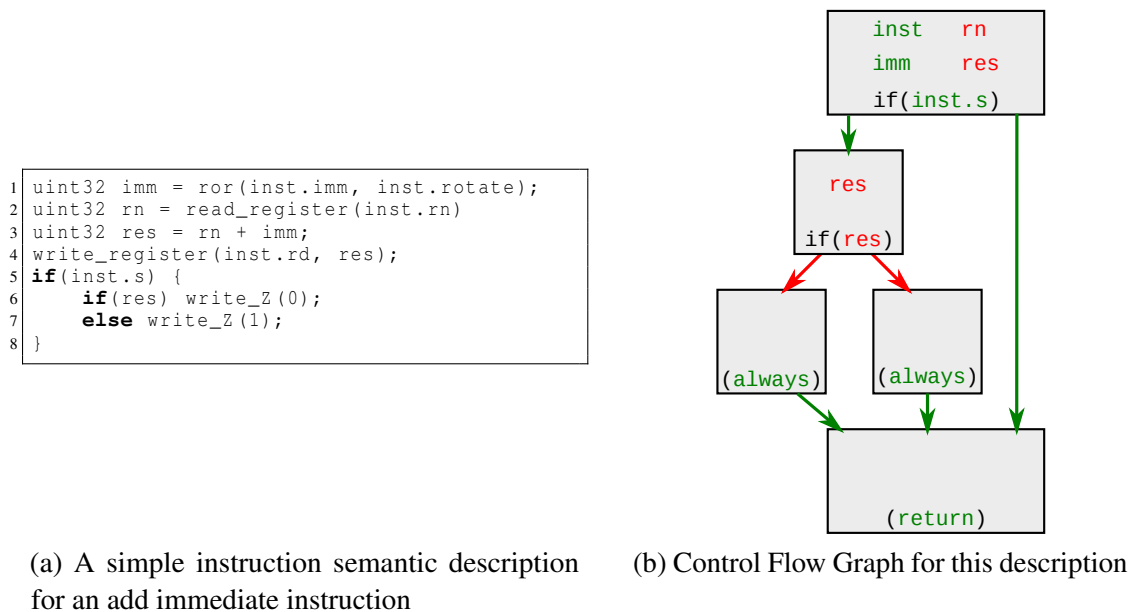 1 uint32 imm = ror(inst.imm, inst.rotate);
2 uint32 rn = read_register(inst.rn)
3 uint32 res = rn + imm;
4 write_register(inst.rd, res);
5 if(inst.s) {
6     if(res) write_Z(0);
7     else write_Z(1);
8 }
(a) A simple instruction semantic description
for an add immediate instruction
inst rn
imm res
if(inst.s)
res
if(res)
(always)
(always)
(return)
(b) Control Flow Graph for this description